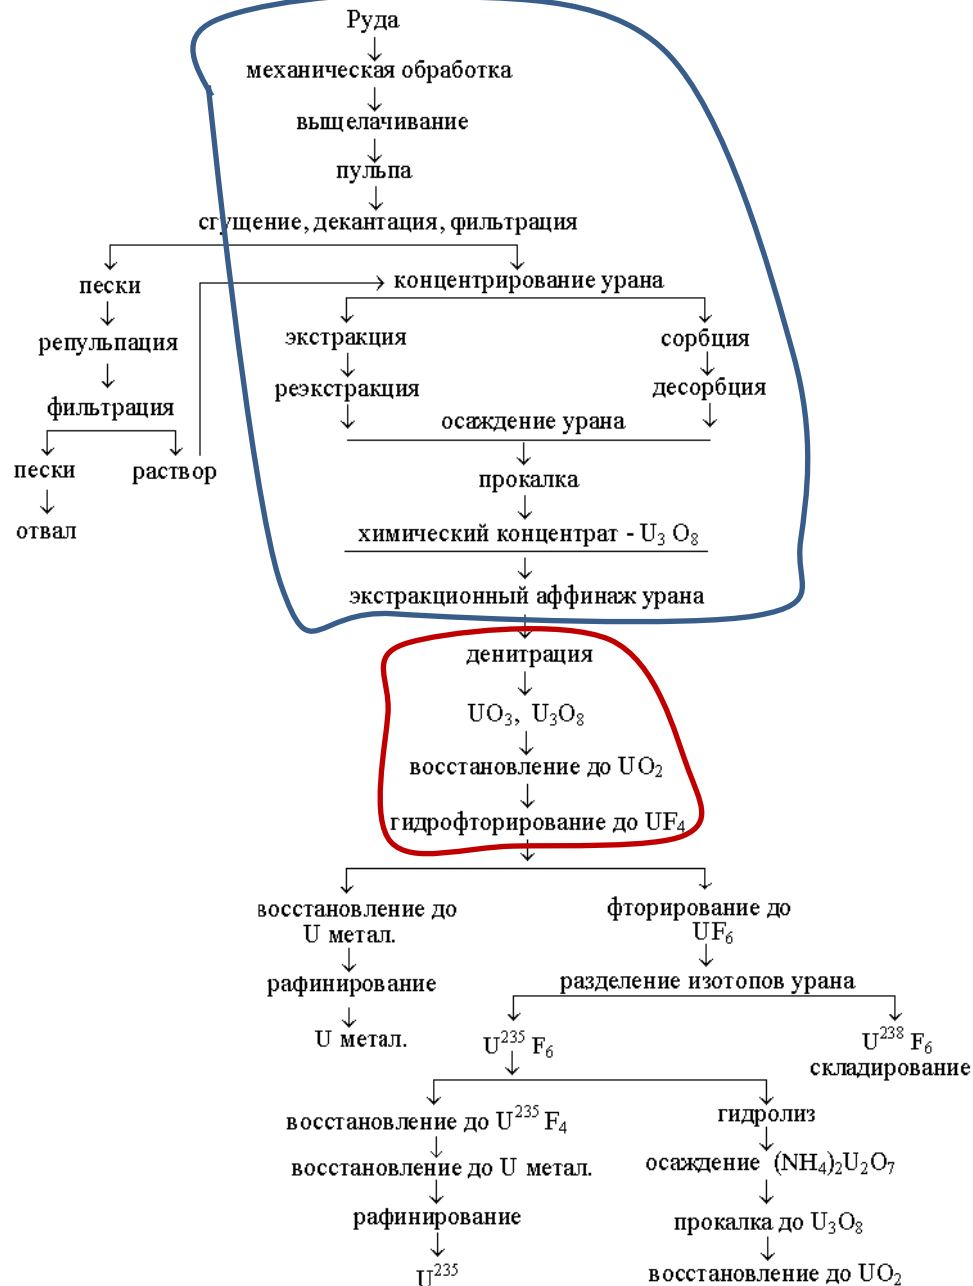 Руда
механическая обработка
выщелачивание
пульпа
сгущение, декантация, фильтрация
пески
концентрирование урана
репульпация
экстракция
сорбция
реэкстракция
десорбция
фильтрация
осаждение урана
пески
раствор
прокалка
отвал
химический концентрат - U₃ O₈
экстракционный аффинаж урана
денитрация
UO₃, U₃O₈
восстановление до UO₂
гидрофторирование до UF₄
восстановление до
U метал.
фторирование до
UF₆
рафинирование
разделение изотопов урана
U метал.
U²³⁵ F₆
U²³⁸ F₆
складирование
восстановление до U²³⁵ F₄
гидролиз
восстановление до U метал.
осаждение (NH₄)₂U₂O₇
рафинирование
прокалка до U₃O₈
U²³⁵
восстановление до UO₂